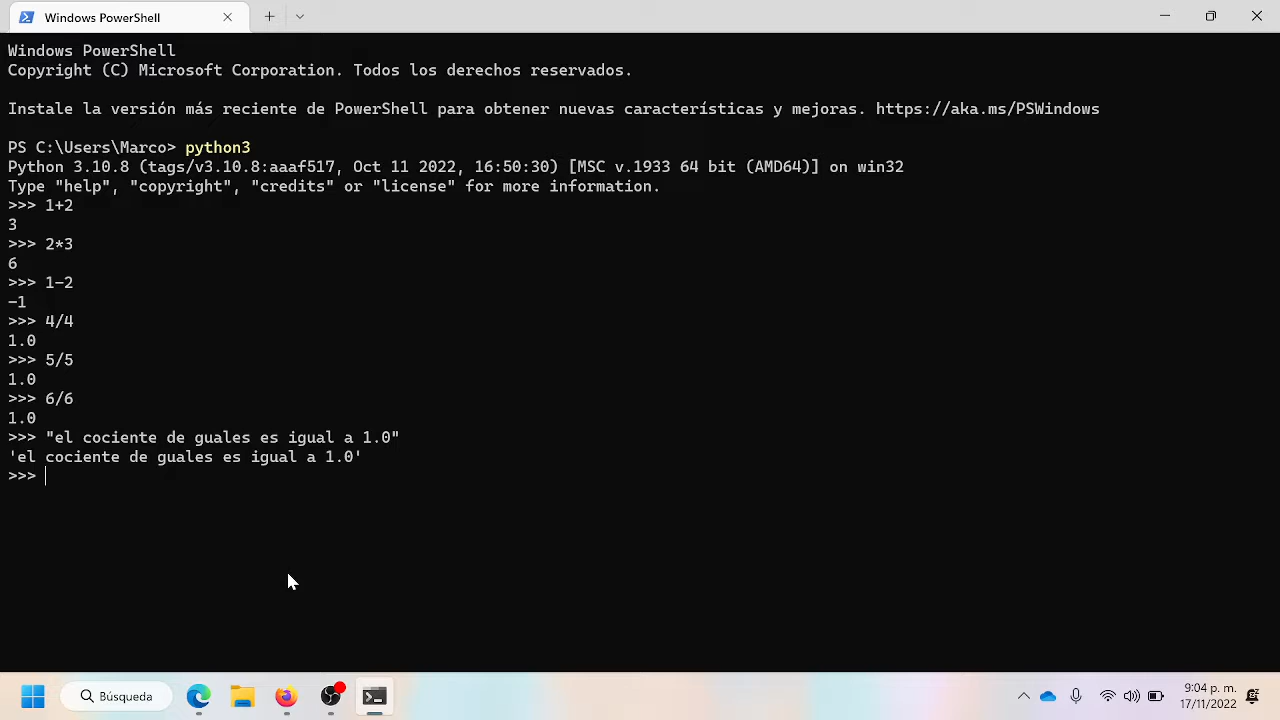 Windows PowerShell
Windows PowerShell
Copyright (C) Microsoft Corporation. Todos los derechos reservados.
Instale la versión más reciente de PowerShell para obtener nuevas características y mejoras. https://aka.ms/PSWindows
PS C:\Users\Marco> python3
Python 3.10.8 (tags/v3.10.8:aaaf517, Oct 11 2022, 16:50:30) [MSC v.1933 64 bit (AMD64)] on win32
Type "help", "copyright", "credits" or "license" for more information.
>>> 1+2
3
>>> 2*3
6
>>> 1-2
-1
>>> 4/4
1.0
>>> 5/5
1.0
>>> 6/6
1.0
>>> "el cociente de guales es igual a 1.0"
'el cociente de guales es igual a 1.0'
>>>
Búsqueda
9:04 p. m.
17/11/2022